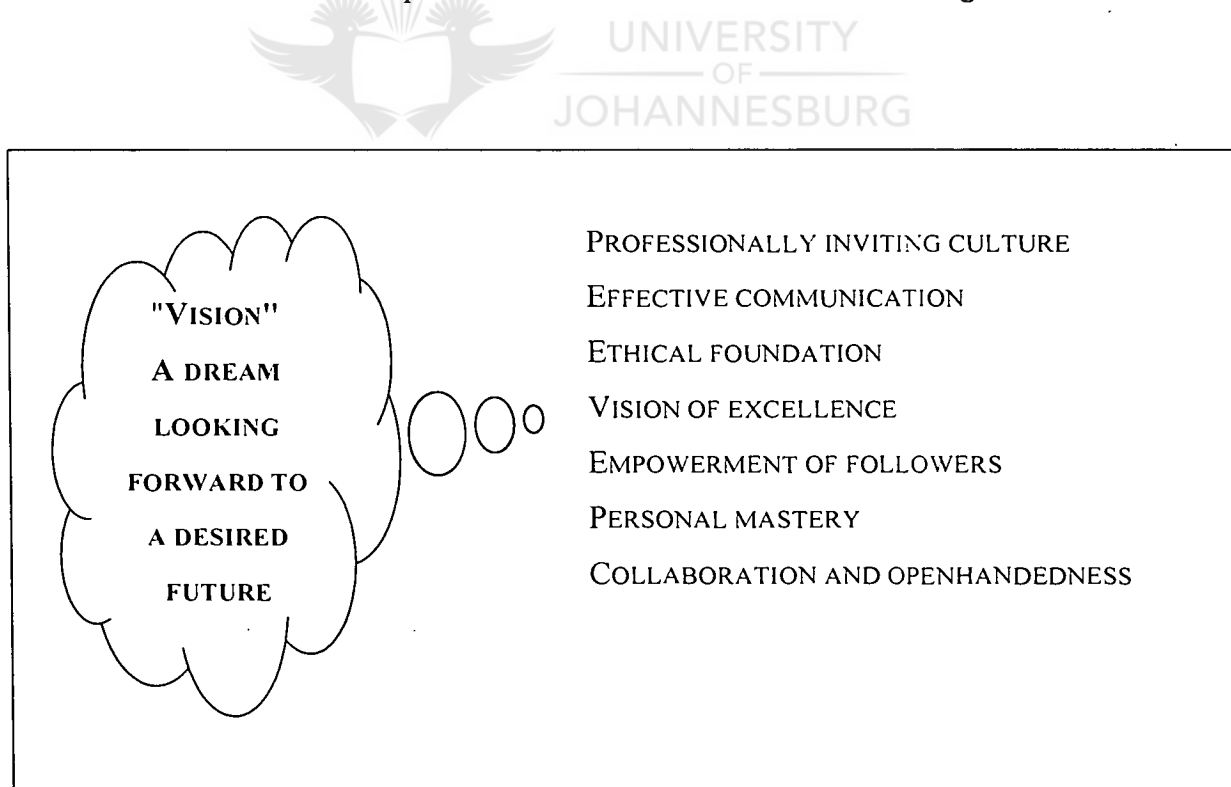 UNIVERSITY
OF
JOHANNESBURG
"VISION"
A DREAM
LOOKING
FORWARD TO
A DESIRED
FUTURE
PROFESSIONALLY INVITING CULTURE
EFFECTIVE COMMUNICATION
ETHICAL FOUNDATION
VISION OF EXCELLENCE
EMPOWERMENT OF FOLLOWERS
PERSONAL MASTERY
COLLABORATION AND OPENHANDEDNESS